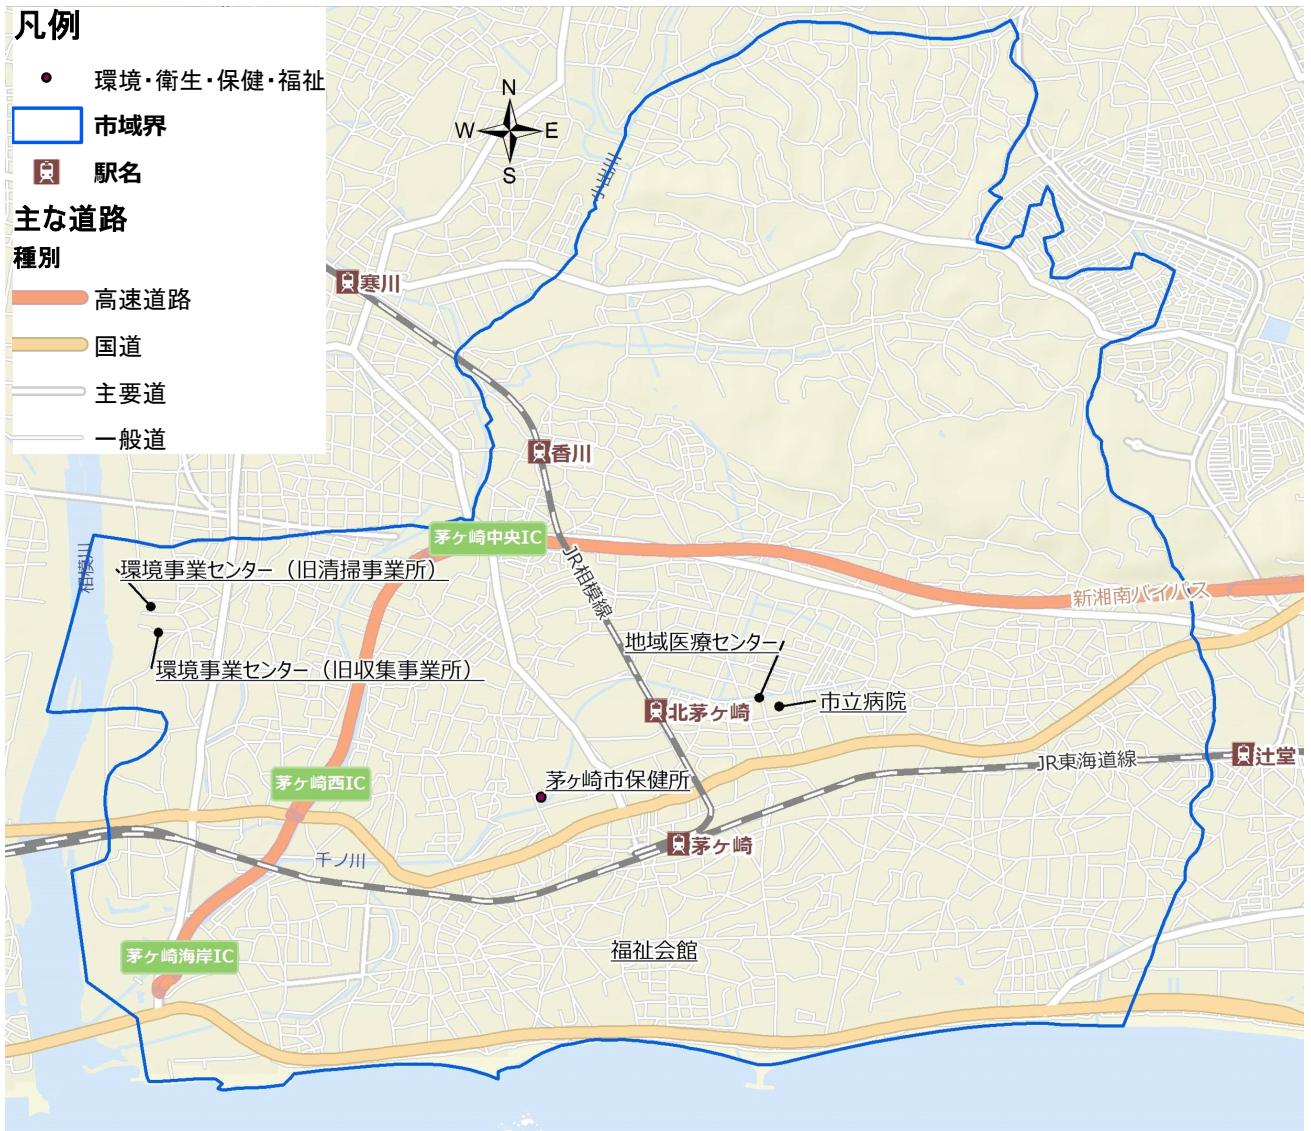 凡例
環境・衛生・保健・福祉
市域界
駅名
主な道路
種別
高速道路
国道
主要道
一般道
N
W
E
S
小出川
寒川
香川
茅ヶ崎中央IC
JR相模線
相模川
環境事業センター（旧清掃事業所）
新湘南バイパス
地域医療センター
環境事業センター（旧収集事業所）
市立病院
北茅ヶ崎
JR東海道線
辻堂
茅ヶ崎西IC
茅ヶ崎市保健所
茅ヶ崎
千ノ川
福祉会館
茅ヶ崎海岸IC